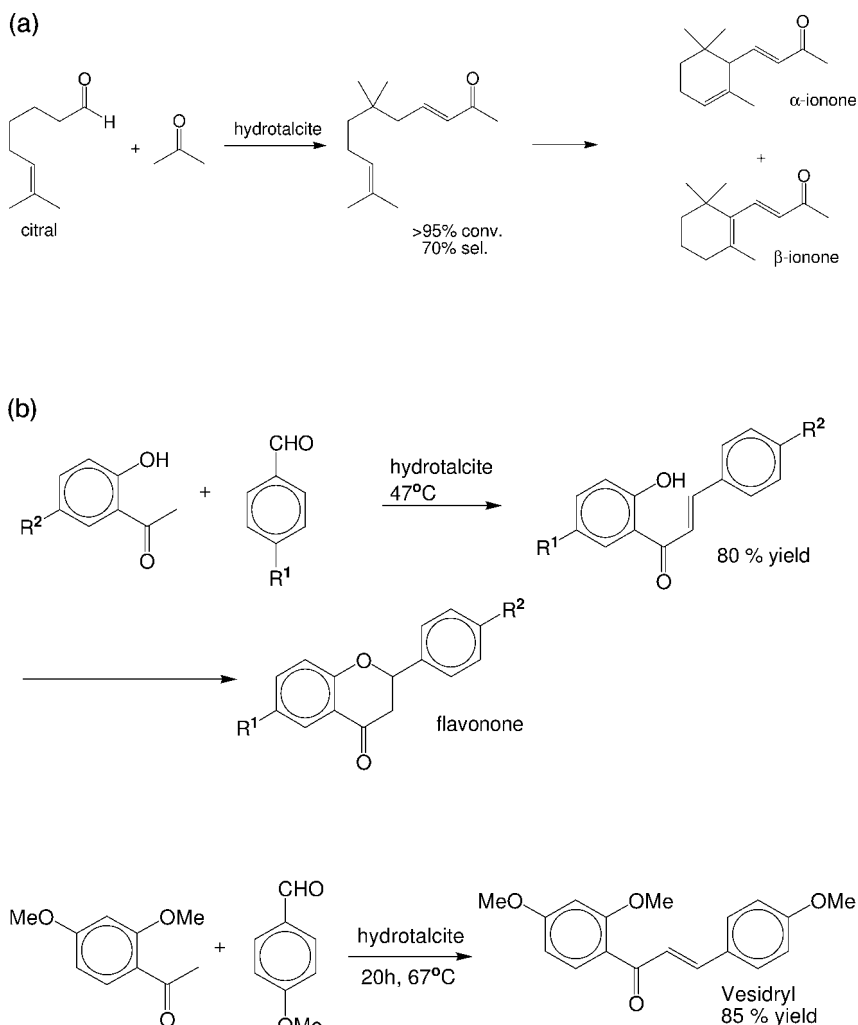 (a)
O
O
H
O
hydrotalcite
+
citral
O
>95% conv.
70% sel.
α-ionone
+
O
β-ionone
(b)
CHO
OH
+
R²
O
R¹
hydrotalcite
47°C
R²
OH
R¹
O
80 % yield
R²
O
R¹
O
flavonone
CHO
MeO
OMe
+
O
OMe
hydrotalcite
20h, 67°C
MeO
OMe
OMe
O
Vesidryl
85 % yield